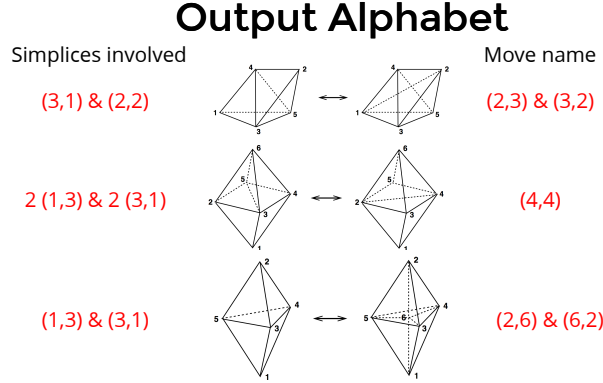 Output Alphabet
Simplices involved
Move name
(3,1) & (2,2)
4 2 1 5 3
4 2 1 5 3
(2,3) & (3,2)
2 (1,3) & 2 (3,1)
6 5 4 2 3 1
6 5 4 2 3 1
(4,4)
(1,3) & (3,1)
2 4 5 3 1
2 4 5 6 3 1
(2,6) & (6,2)